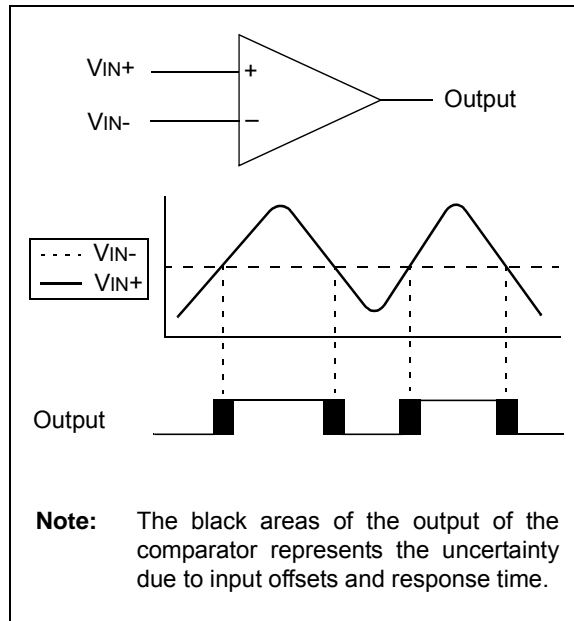 VIN+
+
Output
VIN-
–
VIN-
VIN+
Output
Note: The black areas of the output of the
comparator represents the uncertainty
due to input offsets and response time.